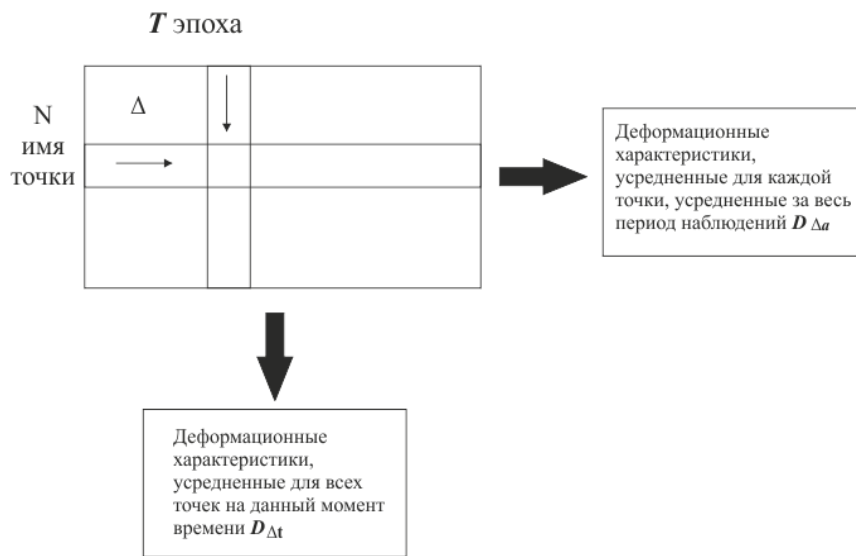 T эпоха
N
имя
точки
Δ
Деформационные
характеристики,
усредненные для каждой
точки, усредненные за весь
период наблюдений D Δa
Деформационные
характеристики,
усредненные для всех
точек на данный момент
времени D Δt